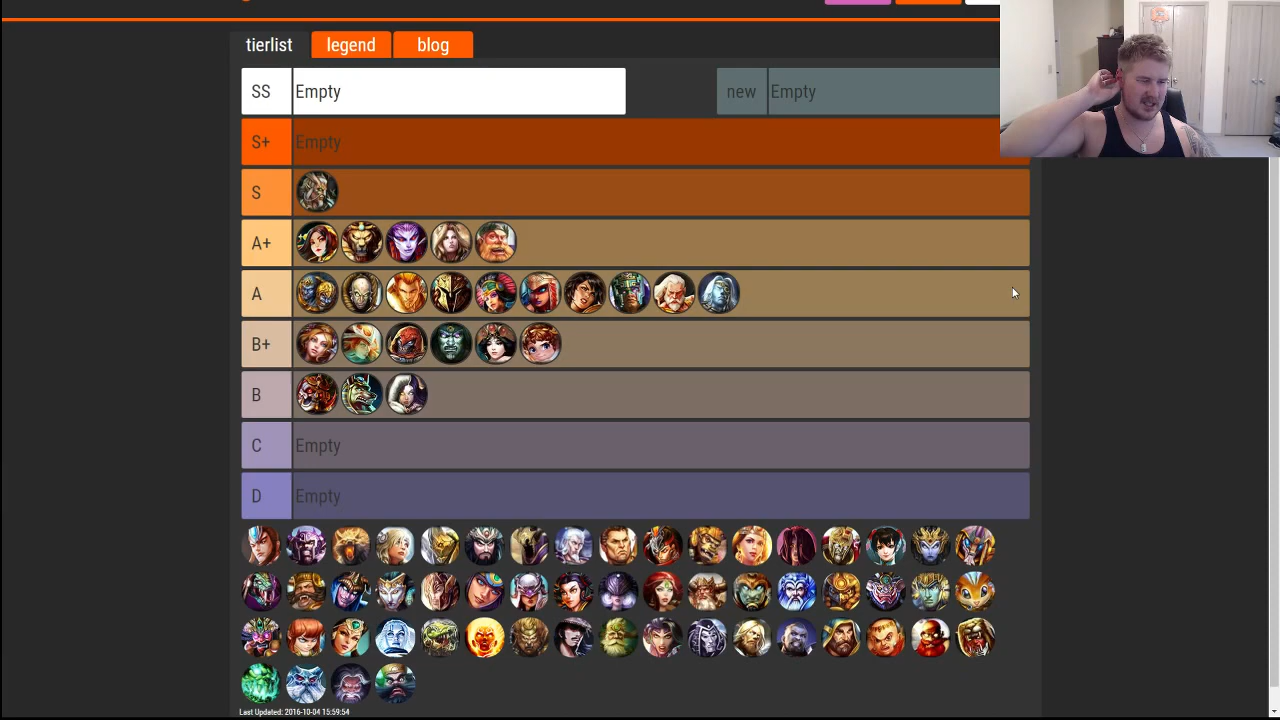 tierlist legend blog
SS Empty new Empty
S+ Empty
S
A+
A
B+
B
C Empty
D Empty
Last Updated: 2016-10-04 15:59:54